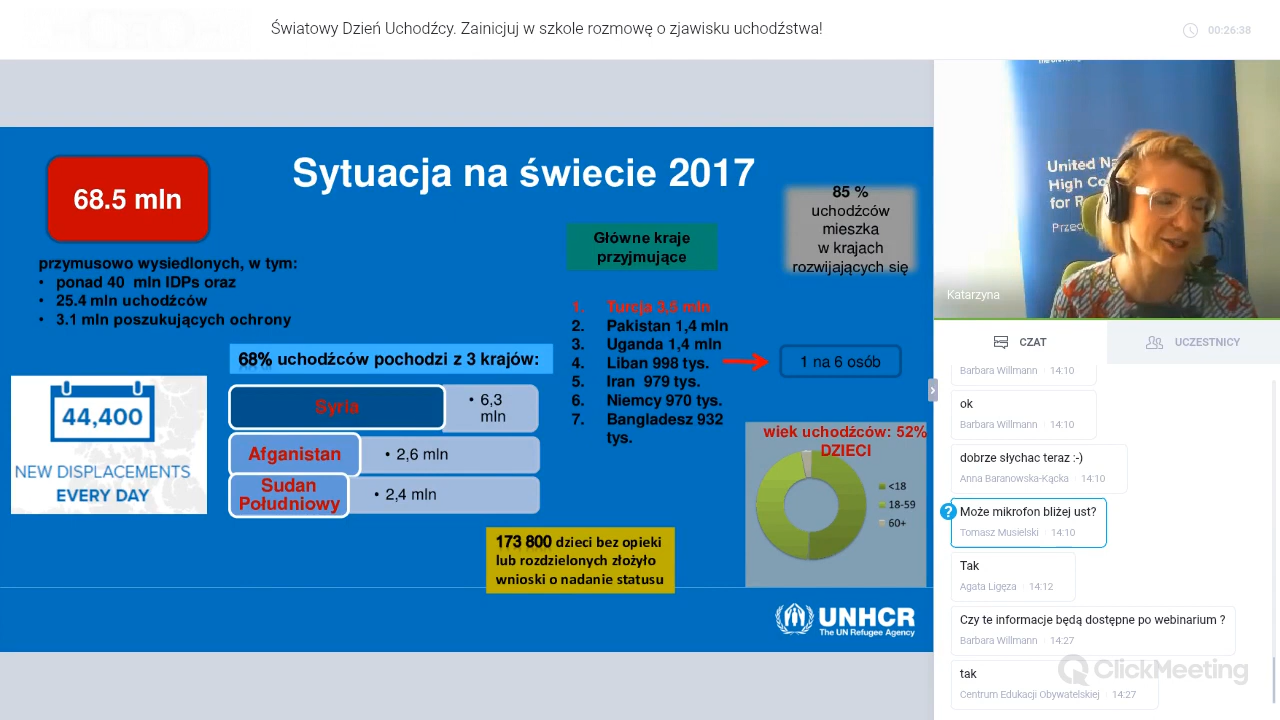 Światowy Dzień Uchodźcy. Zainicjuj w szkole rozmowę o zjawisku uchodźstwa!
00:26:38
68.5 mln
Sytuacja na świecie 2017
85 %
uchodźców
mieszka
w krajach
rozwijających się
Główne kraje
przyjmujące
przymusowo wysiedlonych, w tym:
• ponad 40 mln IDPs oraz
• 25.4 mln uchodźców
• 3.1 mln poszukujących ochrony
1. Turcja 3,5 mln
2. Pakistan 1,4 mln
3. Uganda 1,4 mln
4. Liban 998 tys.
5. Iran 979 tys.
6. Niemcy 970 tys.
7. Bangladesz 932
tys.
1 na 6 osób
68% uchodźców pochodzi z 3 krajów:
Syria
• 6,3
mln
Afganistan
• 2,6 mln
Sudan
Południowy
• 2,4 mln
44,400
NEW DISPLACEMENTS
EVERY DAY
wiek uchodźców: 52%
DZIECI
<18
18-59
60+
173 800 dzieci bez opieki
lub rozdzielonych złożyło
wnioski o nadanie statusu
UNHCR
The UN Refugee Agency
United Na
High Co
for R
Przed
Katarzyna
CZAT
UCZESTNICY
Barbara Willmann · 14:10
ok
Barbara Willmann · 14:10
dobrze słychac teraz :-)
Anna Baranowska-Kącka · 14:10
? Może mikrofon bliżej ust?
Tomasz Musielski · 14:10
Tak
Agata Ligęza · 14:12
Czy te informacje będą dostępne po webinarium ?
Barbara Willmann · 14:27
tak
Centrum Edukacji Obywatelskiej · 14:27
ClickMeeting